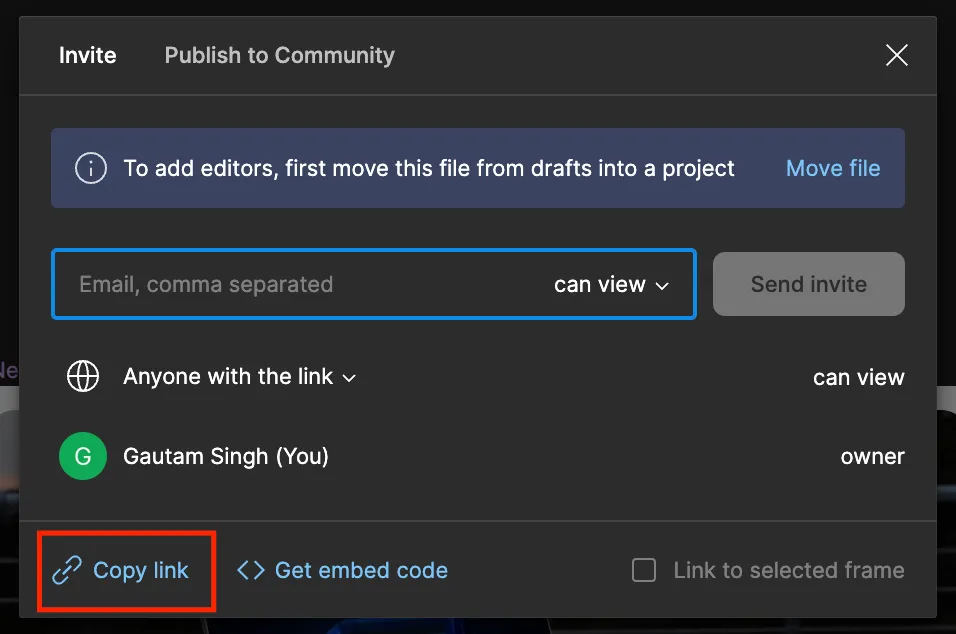 Invite Publish to Community
To add editors, first move this file from drafts into a project Move file
Email, comma separated can view Send invite
Anyone with the link can view
G Gautam Singh (You) owner
Copy link <> Get embed code Link to selected frame